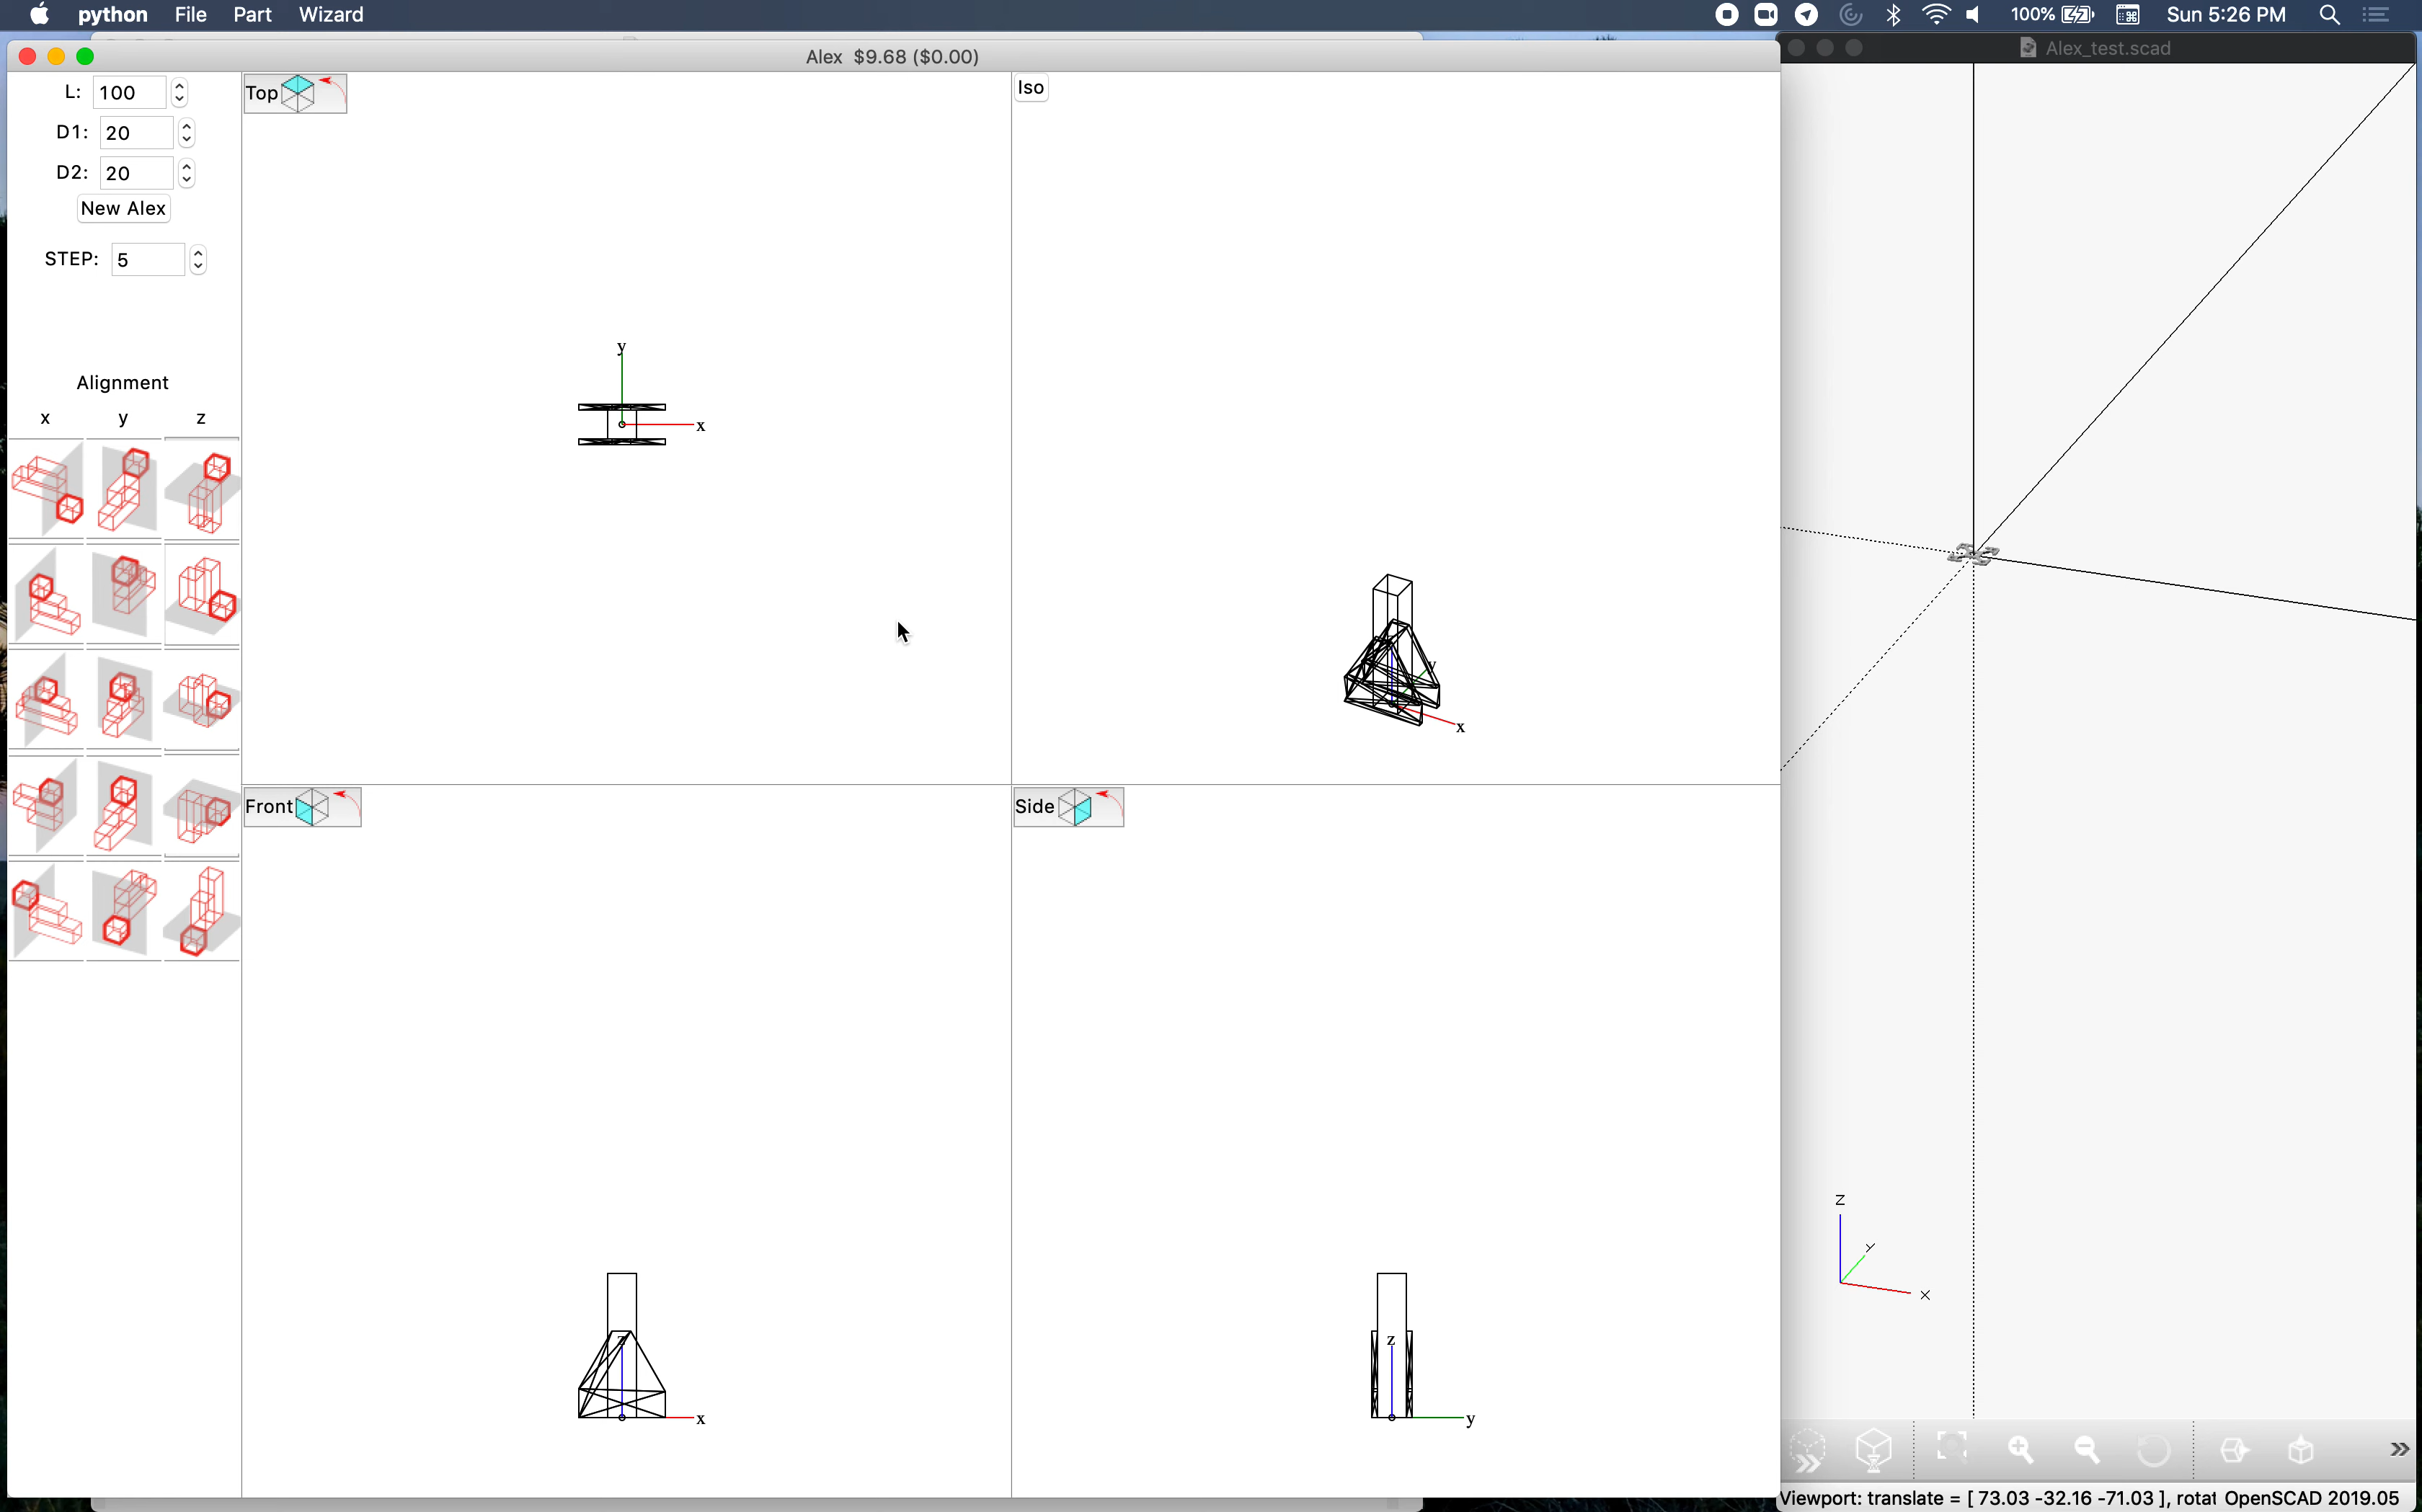 python File Part Wizard
100% Sun 5:26 PM
Alex $9.68 ($0.00)
Alex_test.scad
L: 100
D1: 20
D2: 20
New Alex
STEP: 5
Alignment
x y z
Top
y
x
Iso
y
x
Front
z
x
Side
z
y
Z
Y
X
Viewport: translate = [ 73.03 -32.16 -71.03 ], rotat OpenSCAD 2019.05